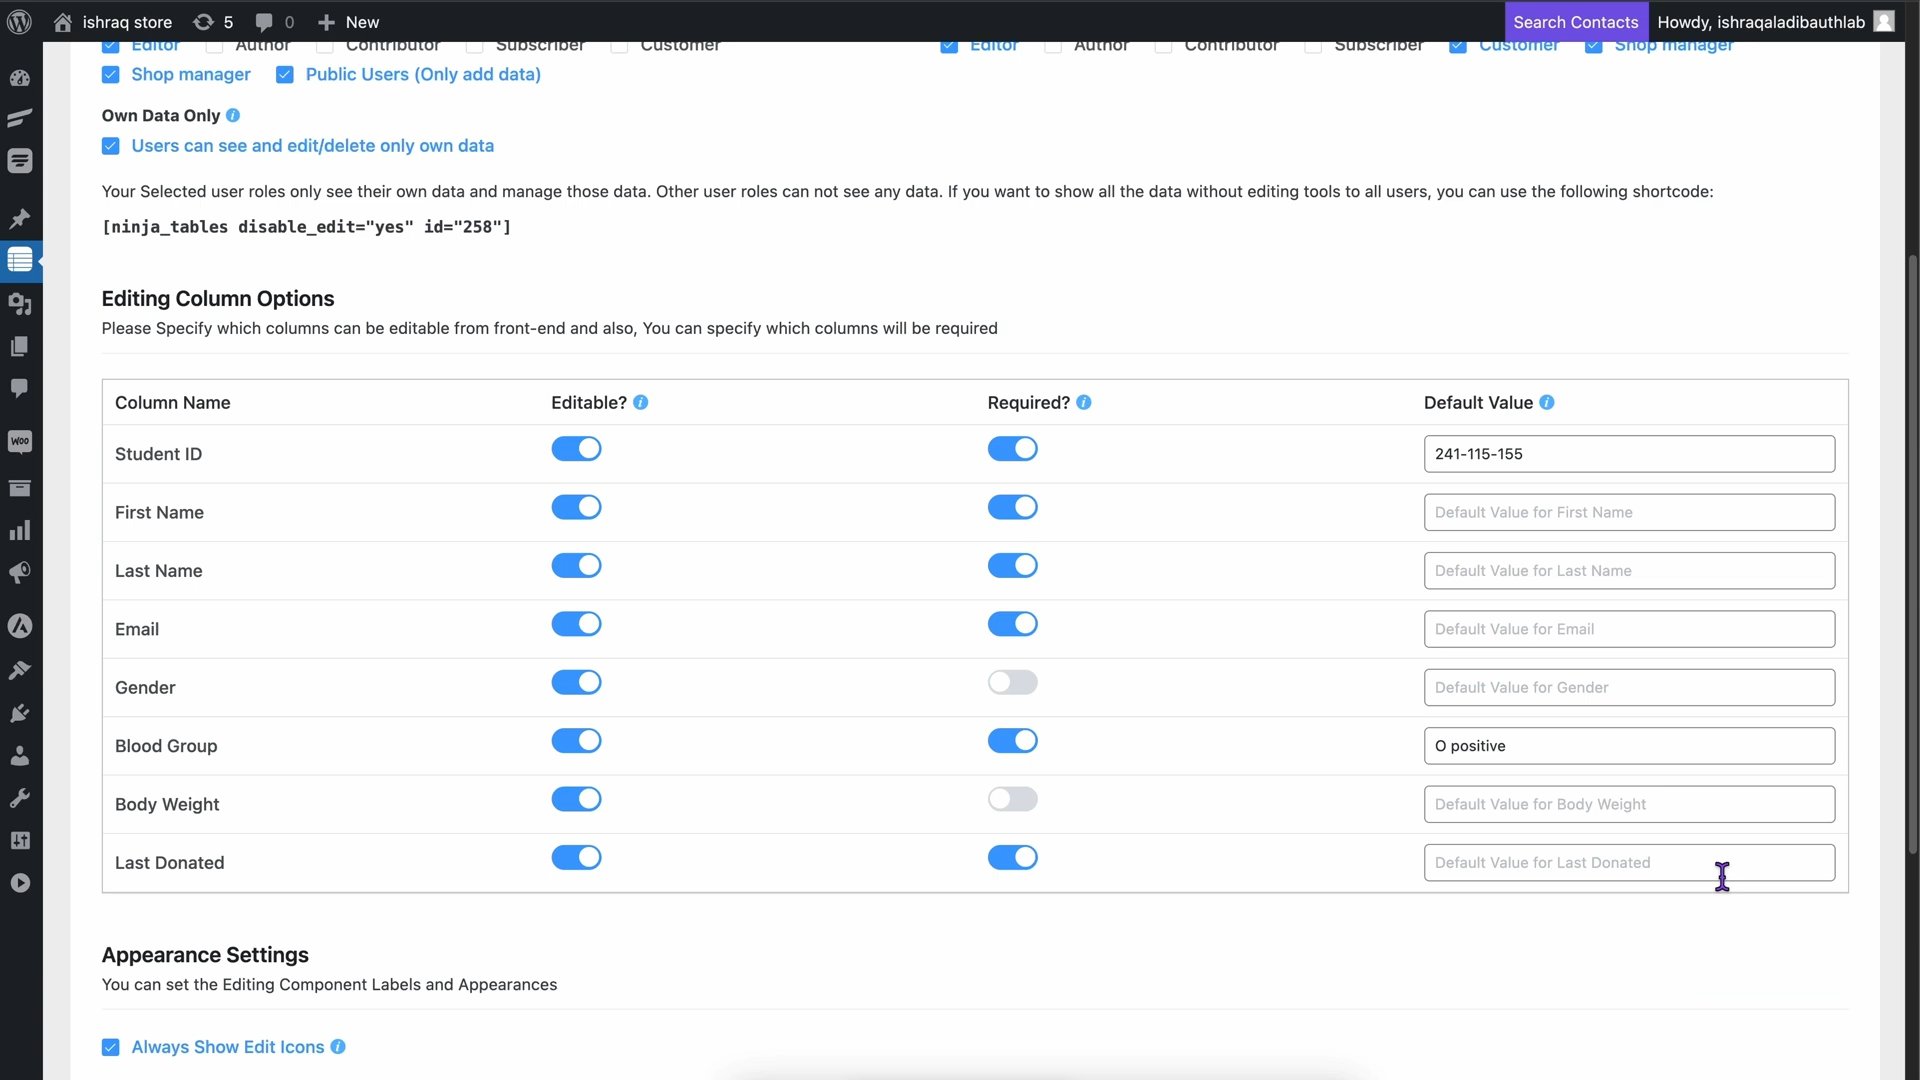 ishraq store 5 0 New Search Contacts Howdy, ishraqaladibauthlab
Editor Author Contributor Subscriber Customer Editor Author Contributor Subscriber Customer Shop manager
Shop manager Public Users (Only add data)
Own Data Only
Users can see and edit/delete only own data
Your Selected user roles only see their own data and manage those data. Other user roles can not see any data. If you want to show all the data without editing tools to all users, you can use the following shortcode:
[ninja_tables disable_edit="yes" id="258"]
Editing Column Options
Please Specify which columns can be editable from front-end and also, You can specify which columns will be required
Column Name Editable? Required? Default Value
Student ID 241-115-155
First Name Default Value for First Name
Last Name Default Value for Last Name
Email Default Value for Email
Gender Default Value for Gender
Blood Group O positive
Body Weight Default Value for Body Weight
Last Donated Default Value for Last Donated
Appearance Settings
You can set the Editing Component Labels and Appearances
Always Show Edit Icons
Woo